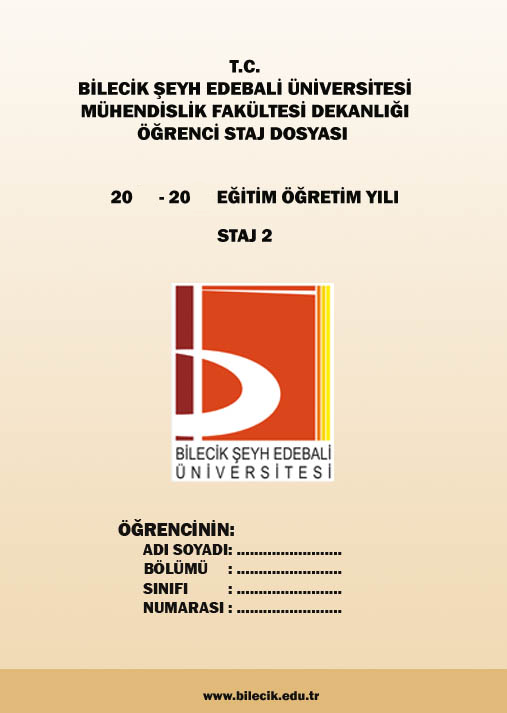 T.C.
BİLECİK ŞEYH EDEBALİ ÜNİVERSİTESİ
MÜHENDİSLİK FAKÜLTESİ DEKANLIĞI
ÖĞRENCİ STAJ DOSYASI
20 - 20 EĞİTİM ÖĞRETİM YILI
STAJ 2
BİLECİK ŞEYH EDEBALİ
ÜNİVERSİTESİ
ÖĞRENCİNİN:
ADI SOYADI: ........................
BÖLÜMÜ : ........................
SINIFI : ........................
NUMARASI : ........................
www.bilecik.edu.tr